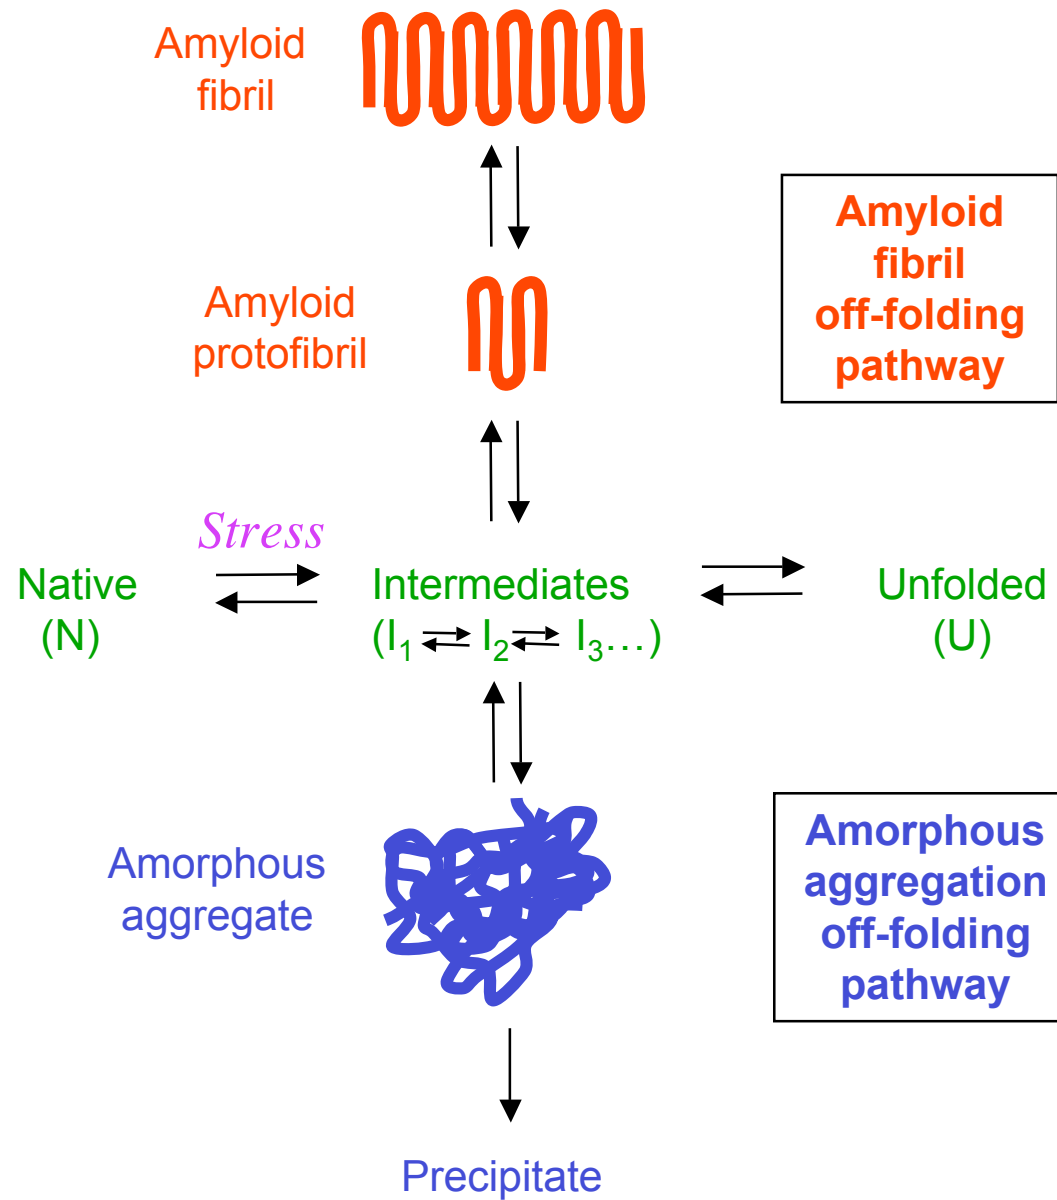 Amyloid
fibril
Amyloid
fibril
off-folding
pathway
Amyloid
protofibril
Stress
Native
(N)
Intermediates
(I1 I2 I3...)
Unfolded
(U)
Amorphous
aggregate
Amorphous
aggregation
off-folding
pathway
Precipitate